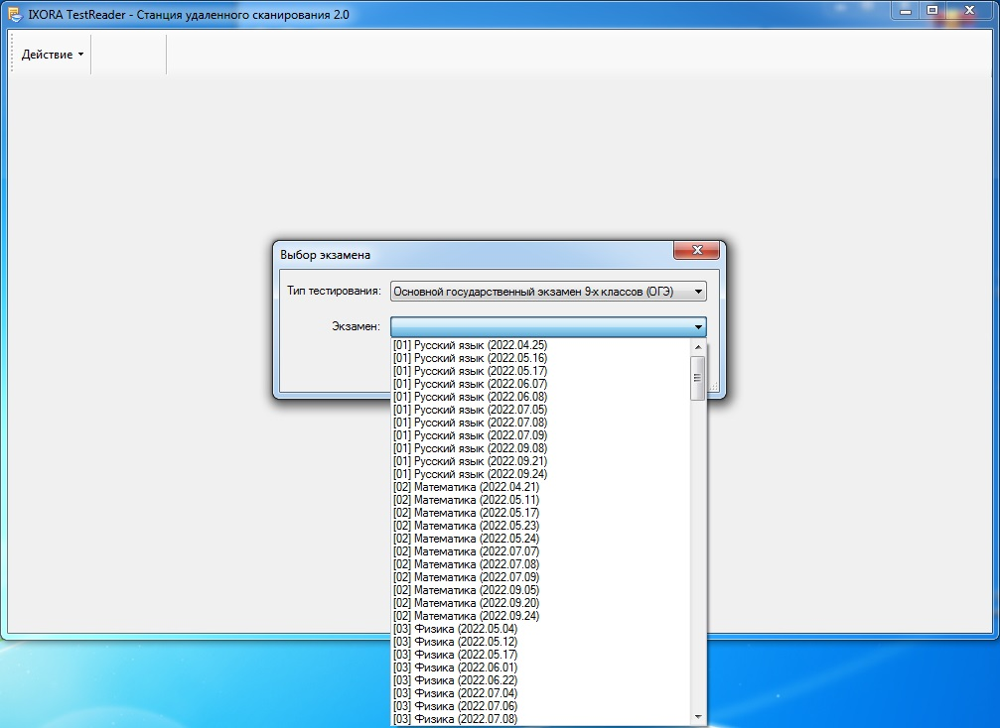 IXORA TestReader - Станция удаленного сканирования 2.0
Действие
Выбор экзамена
Тип тестирования: Основной государственный экзамен 9-х классов (ОГЭ)
Экзамен:
[01] Русский язык (2022.04.25)
[01] Русский язык (2022.05.16)
[01] Русский язык (2022.05.17)
[01] Русский язык (2022.06.07)
[01] Русский язык (2022.06.08)
[01] Русский язык (2022.07.05)
[01] Русский язык (2022.07.08)
[01] Русский язык (2022.07.09)
[01] Русский язык (2022.09.08)
[01] Русский язык (2022.09.21)
[01] Русский язык (2022.09.24)
[02] Математика (2022.04.21)
[02] Математика (2022.05.11)
[02] Математика (2022.05.17)
[02] Математика (2022.05.23)
[02] Математика (2022.05.24)
[02] Математика (2022.07.07)
[02] Математика (2022.07.08)
[02] Математика (2022.07.09)
[02] Математика (2022.09.05)
[02] Математика (2022.09.20)
[02] Математика (2022.09.24)
[03] Физика (2022.05.04)
[03] Физика (2022.05.12)
[03] Физика (2022.05.17)
[03] Физика (2022.06.01)
[03] Физика (2022.06.22)
[03] Физика (2022.07.04)
[03] Физика (2022.07.06)
[03] Физика (2022.07.08)